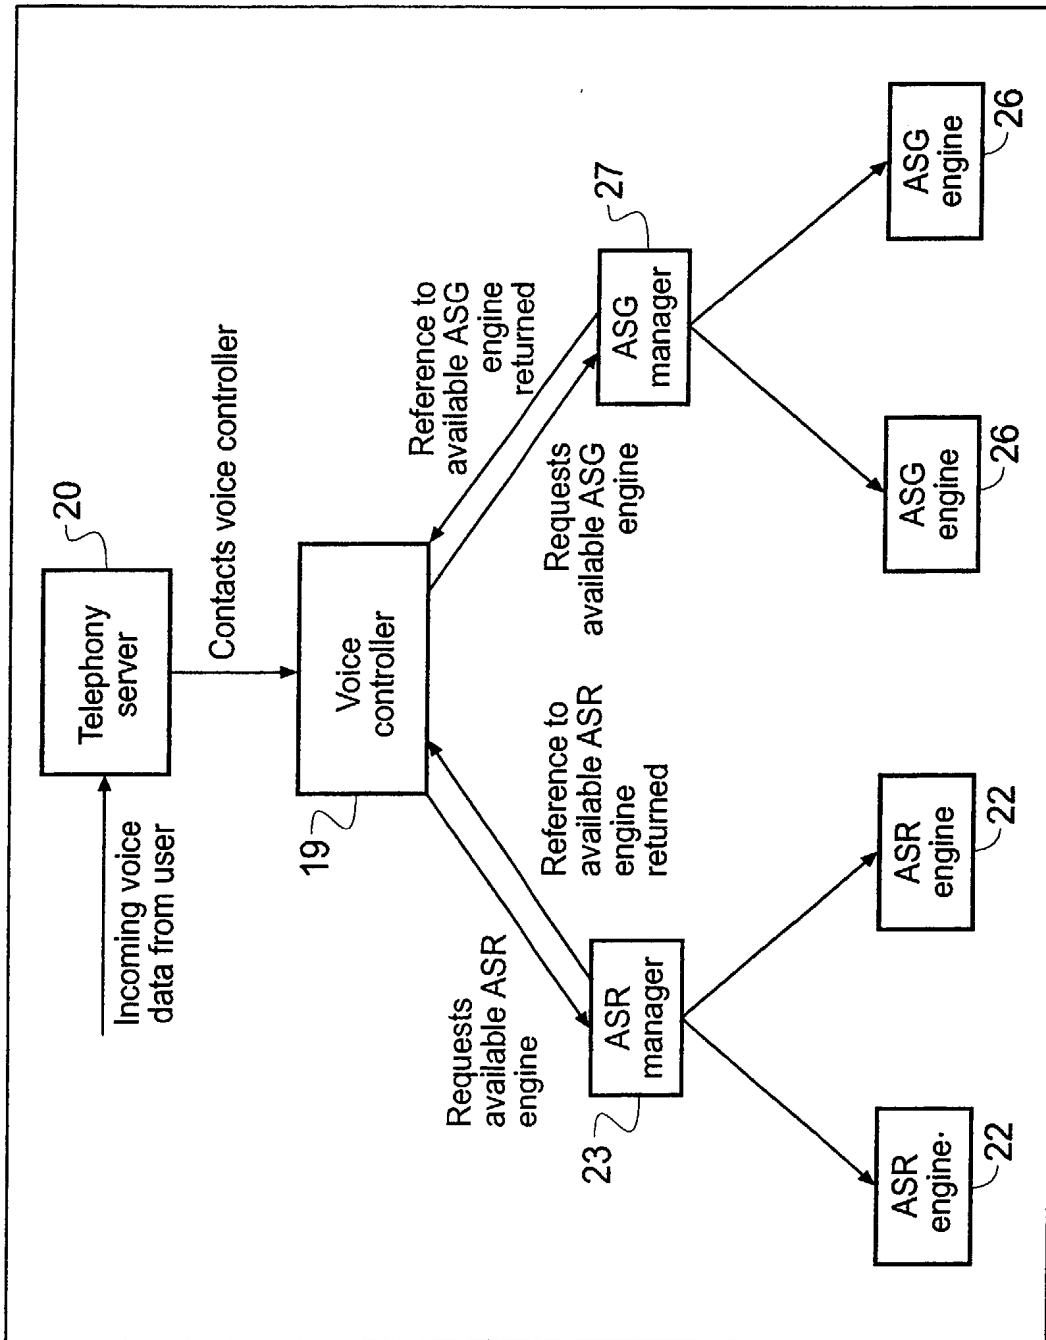 Incoming voice
data from user
Telephony
server
20
Contacts voice controller
19
Voice
controller
Requests
available ASR
engine
Reference to
available ASR
engine
returned
Requests
available ASG
engine
Reference to
available ASG
engine
returned
23
ASR
manager
ASG
manager
27
ASR
engine.
22
ASR
engine
22
ASG
engine
26
ASG
engine
26